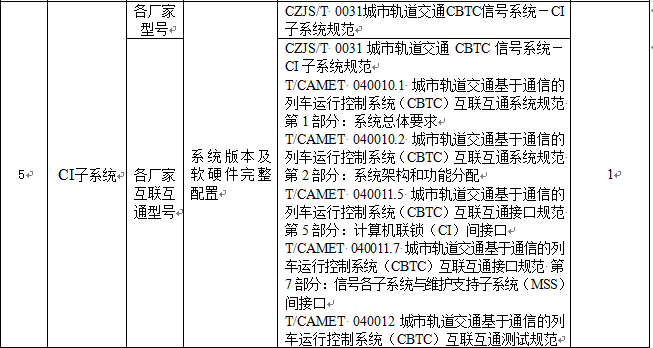 各厂家
型号
CZJS/T 0031城市轨道交通CBTC信号系统－CI
子系统规范
5
CI子系统
各厂家
互联互
通型号
系统版本及
软硬件完整
配置
CZJS/T 0031 城市轨道交通 CBTC 信号系统－
CI 子系统规范
T/CAMET 040010.1 城市轨道交通基于通信的
列车运行控制系统（CBTC）互联互通系统规范
第 1 部分：系统总体要求
T/CAMET 040010.2 城市轨道交通基于通信的
列车运行控制系统（CBTC）互联互通系统规范
第 2 部分：系统架构和功能分配
T/CAMET 040011.5 城市轨道交通基于通信的
列车运行控制系统（CBTC）互联互通接口规范
第 5 部分：计算机联锁（CI）间接口
T/CAMET 040011.7 城市轨道交通基于通信的列
车运行控制系统（CBTC）互联互通接口规范 第
7 部分：信号各子系统与维护支持子系统（MSS）
间接口
T/CAMET 040012 城市轨道交通基于通信的列
车运行控制系统（CBTC）互联互通测试规范
1